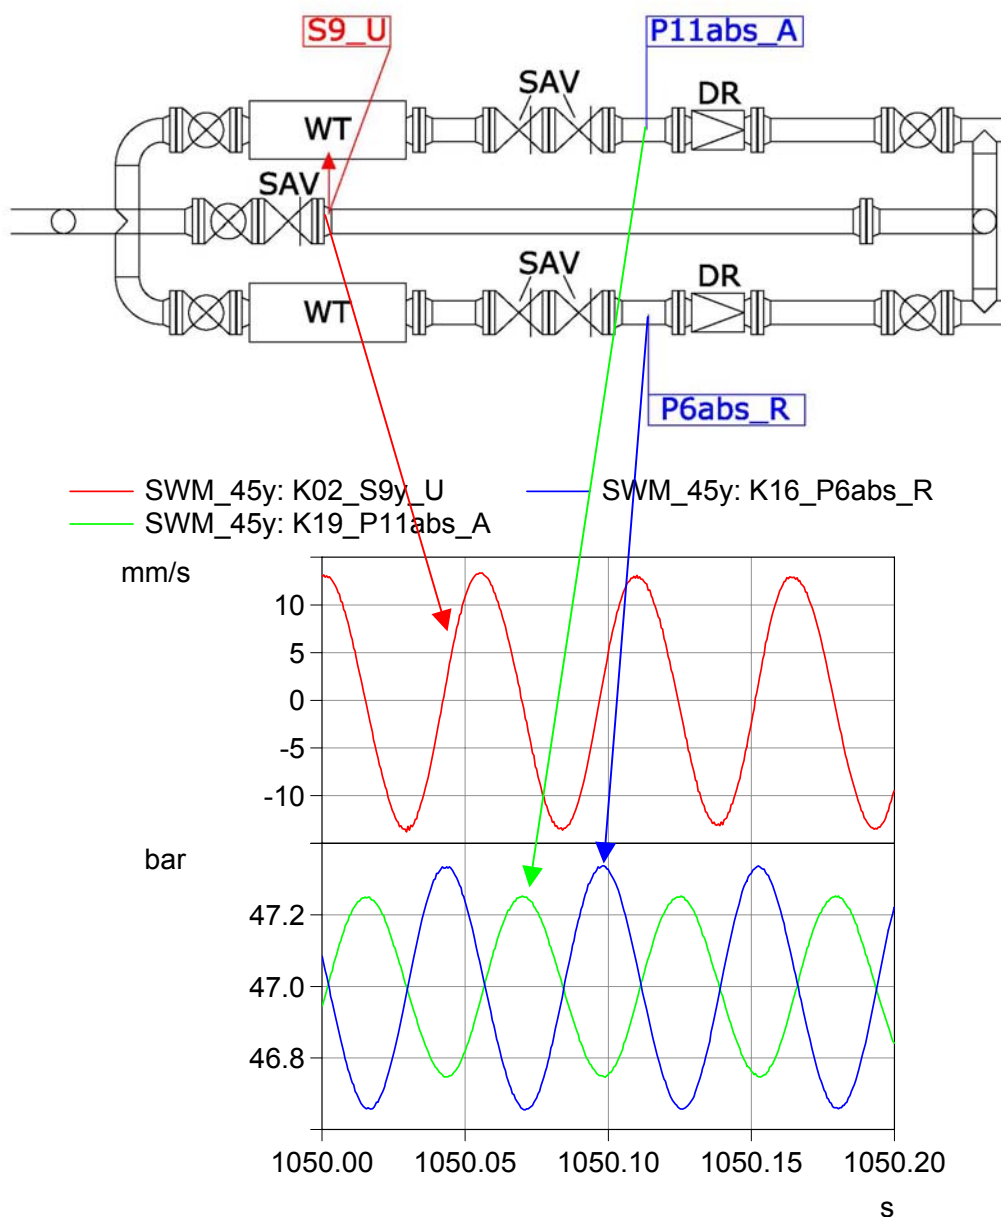 S9_U
P11abs_A
SAV
DR
WT
SAV
SAV
DR
WT
P6abs_R
SWM_45y: K02_S9y_U
SWM_45y: K16_P6abs_R
SWM_45y: K19_P11abs_A
mm/s
10
5
0
-5
-10
bar
47.2
47.0
46.8
1050.00 1050.05 1050.10 1050.15 1050.20
s